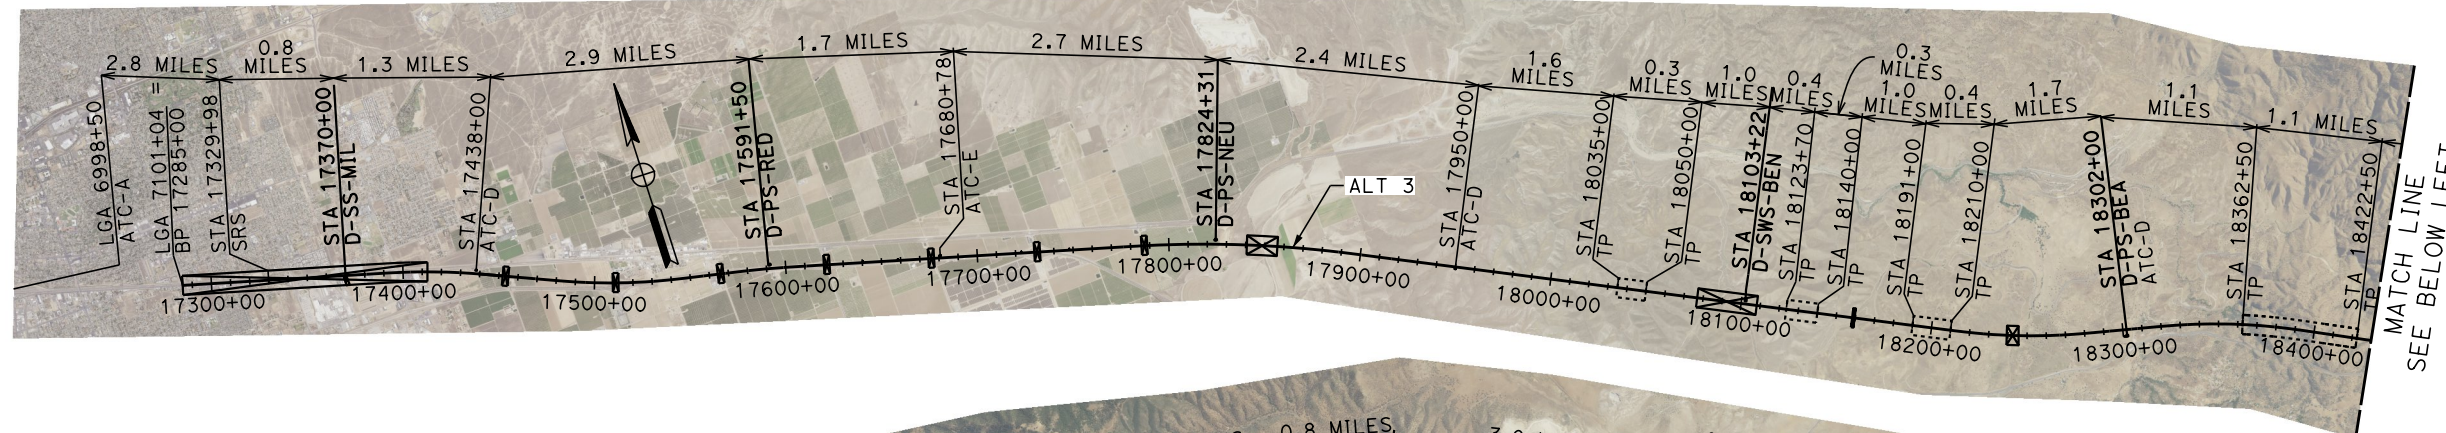 2.8 MILES
0.8
MILES
1.3 MILES
2.9 MILES
1.7 MILES
2.7 MILES
2.4 MILES
1.6
MILES
0.3
MILES
1.0
MILES
0.4
MILES
0.3
MILES
1.0
MILES
0.4
MILES
1.7
MILES
1.1
MILES
1.1 MILES
LGA 6998+50
ATC-A
LGA 7101+04 =
BP 17285+00
STA 17329+98
SRS
STA 17370+00
D-SS-MIL
STA 17438+00
ATC-D
STA 17591+50
D-PS-RED
STA 17680+78
ATC-E
STA 17824+31
D-PS-NEU
ALT 3
STA 17950+00
ATC-D
STA 18035+00
TP
STA 18050+00
TP
STA 18103+22
D-SWS-BEN
STA 18123+70
TP
STA 18140+00
TP
STA 18191+00
TP
STA 18210+00
TP
STA 18302+00
D-PS-BEA
ATC-D
STA 18362+50
TP
STA 18422+50
TP
MATCH LINE
SEE BELOW LEFT
17300+00
17400+00
17500+00
17600+00
17700+00
17800+00
17900+00
18000+00
18100+00
18200+00
18300+00
18400+00
0.8 MILES